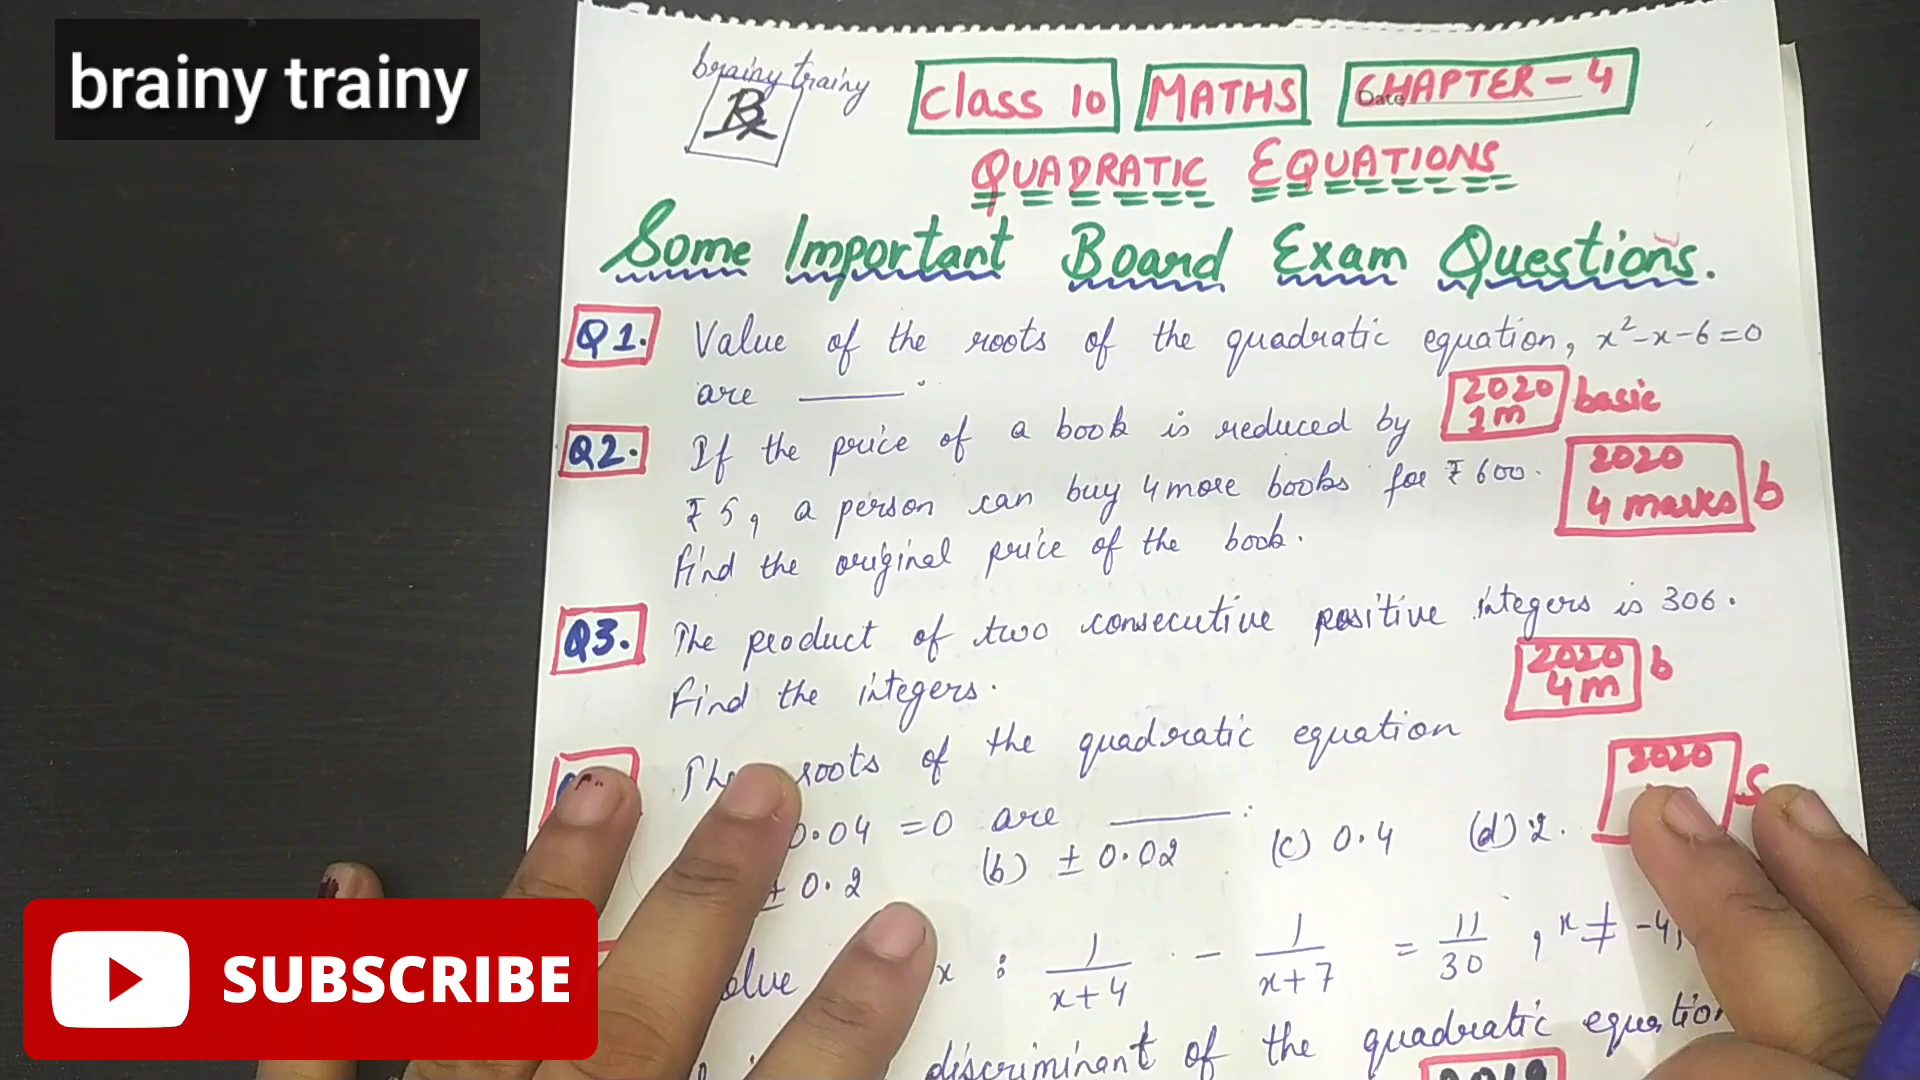 brainy trainy
brainy trainy
Class 10 MATHS CHAPTER - 4
Date
QUADRATIC EQUATIONS
Some Important Board Exam Questions.
Q1. Value of the roots of the quadratic equation, x²-x-6=0
are ______.
2020 1m basic
Q2. If the price of a book is reduced by
₹5, a person can buy 4 more books for ₹600.
find the original price of the book.
2020 4 marks b
Q3. The product of two consecutive positive integers is 306.
Find the integers.
2020 4m b
The roots of the quadratic equation
0.04 = 0 are ______:
2020 S
± 0.2 (b) ± 0.02 (c) 0.4 (d) 2.
x : 1/x+4 - 1/x+7 = 11/30, x ≠ -4,
discriminant of the quadratic equation
SUBSCRIBE